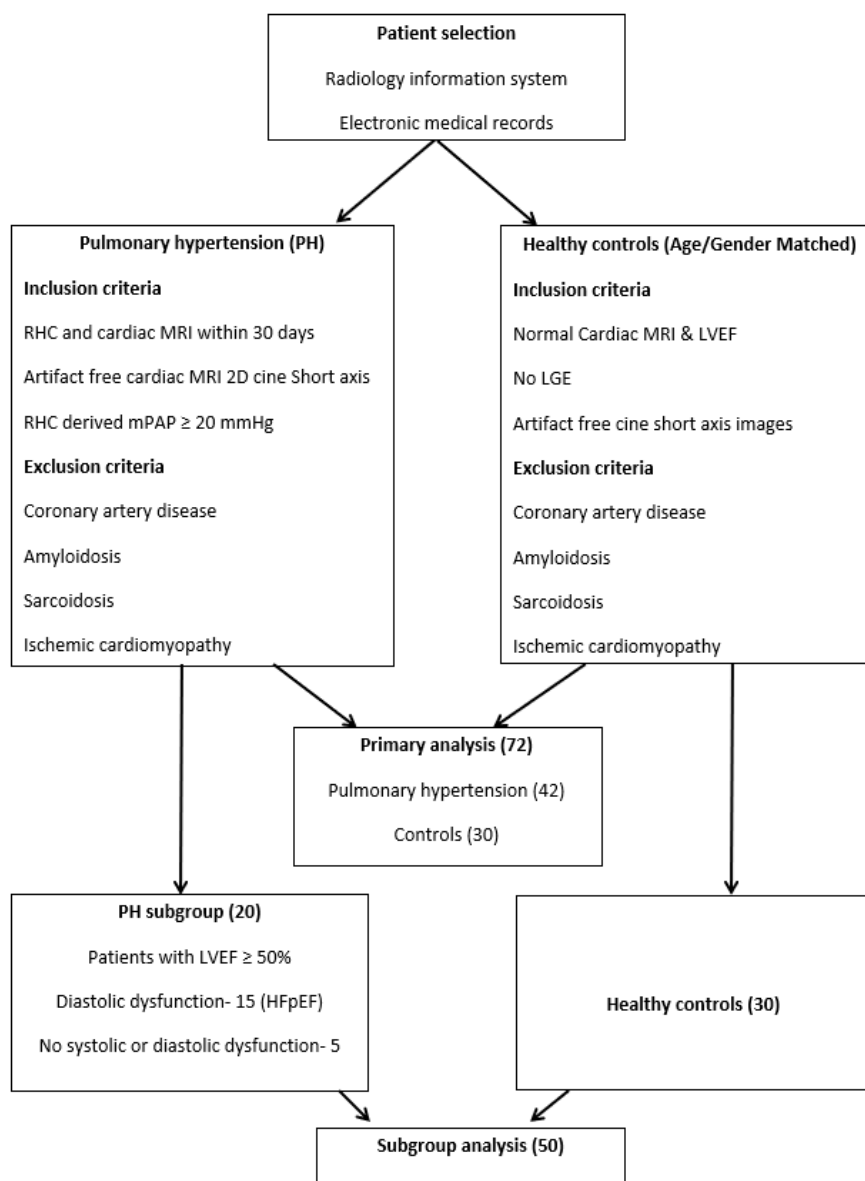 Patient selection
Radiology information system
Electronic medical records
Pulmonary hypertension (PH)
Inclusion criteria
RHC and cardiac MRI within 30 days
Artifact free cardiac MRI 2D cine Short axis
RHC derived mPAP ≥ 20 mmHg
Exclusion criteria
Coronary artery disease
Amyloidosis
Sarcoidosis
Ischemic cardiomyopathy
Healthy controls (Age/Gender Matched)
Inclusion criteria
Normal Cardiac MRI & LVEF
No LGE
Artifact free cine short axis images
Exclusion criteria
Coronary artery disease
Amyloidosis
Sarcoidosis
Ischemic cardiomyopathy
Primary analysis (72)
Pulmonary hypertension (42)
Controls (30)
PH subgroup (20)
Patients with LVEF ≥ 50%
Diastolic dysfunction- 15 (HFpEF)
No systolic or diastolic dysfunction- 5
Healthy controls (30)
Subgroup analysis (50)